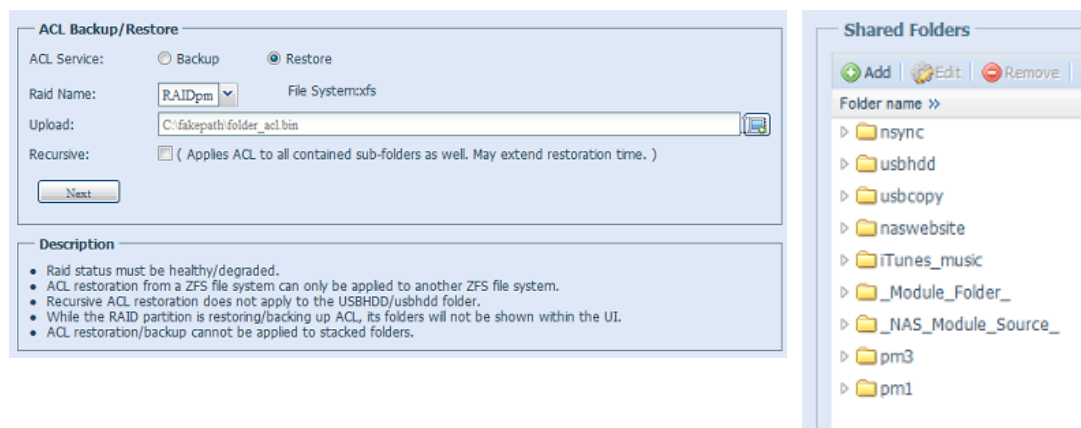 ACL Backup/Restore
ACL Service: Backup Restore
Raid Name: RAIDpm File System:xfs
Upload: C:\fakepath\folder_acl.bin
Recursive: ( Applies ACL to all contained sub-folders as well. May extend restoration time. )
Next
Description
• Raid status must be healthy/degraded.
• ACL restoration from a ZFS file system can only be applied to another ZFS file system.
• Recursive ACL restoration does not apply to the USBHDD/usbhdd folder.
• While the RAID partition is restoring/backing up ACL, its folders will not be shown within the UI.
• ACL restoration/backup cannot be applied to stacked folders.
Shared Folders
Add Edit Remove
Folder name »
nsync
usbhdd
usbcopy
naswebsite
iTunes_music
_Module_Folder_
_NAS_Module_Source_
pm3
pm1